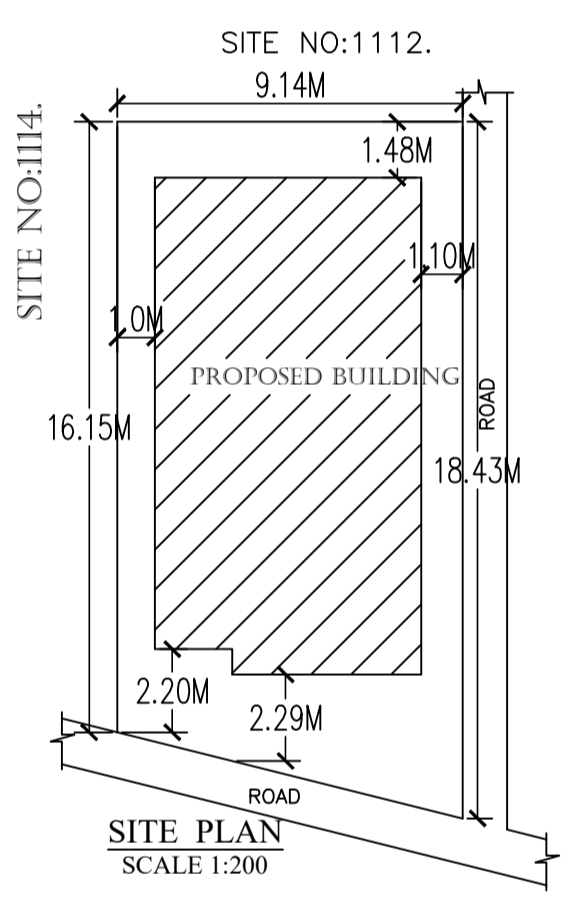 SITE NO:1112.
9.14M
SITE NO:1114.
1.48M
1.10M
1.0M
PROPOSED BUILDING
ROAD
16.15M
18.43M
2.20M
2.29M
ROAD
SITE PLAN
SCALE 1:200